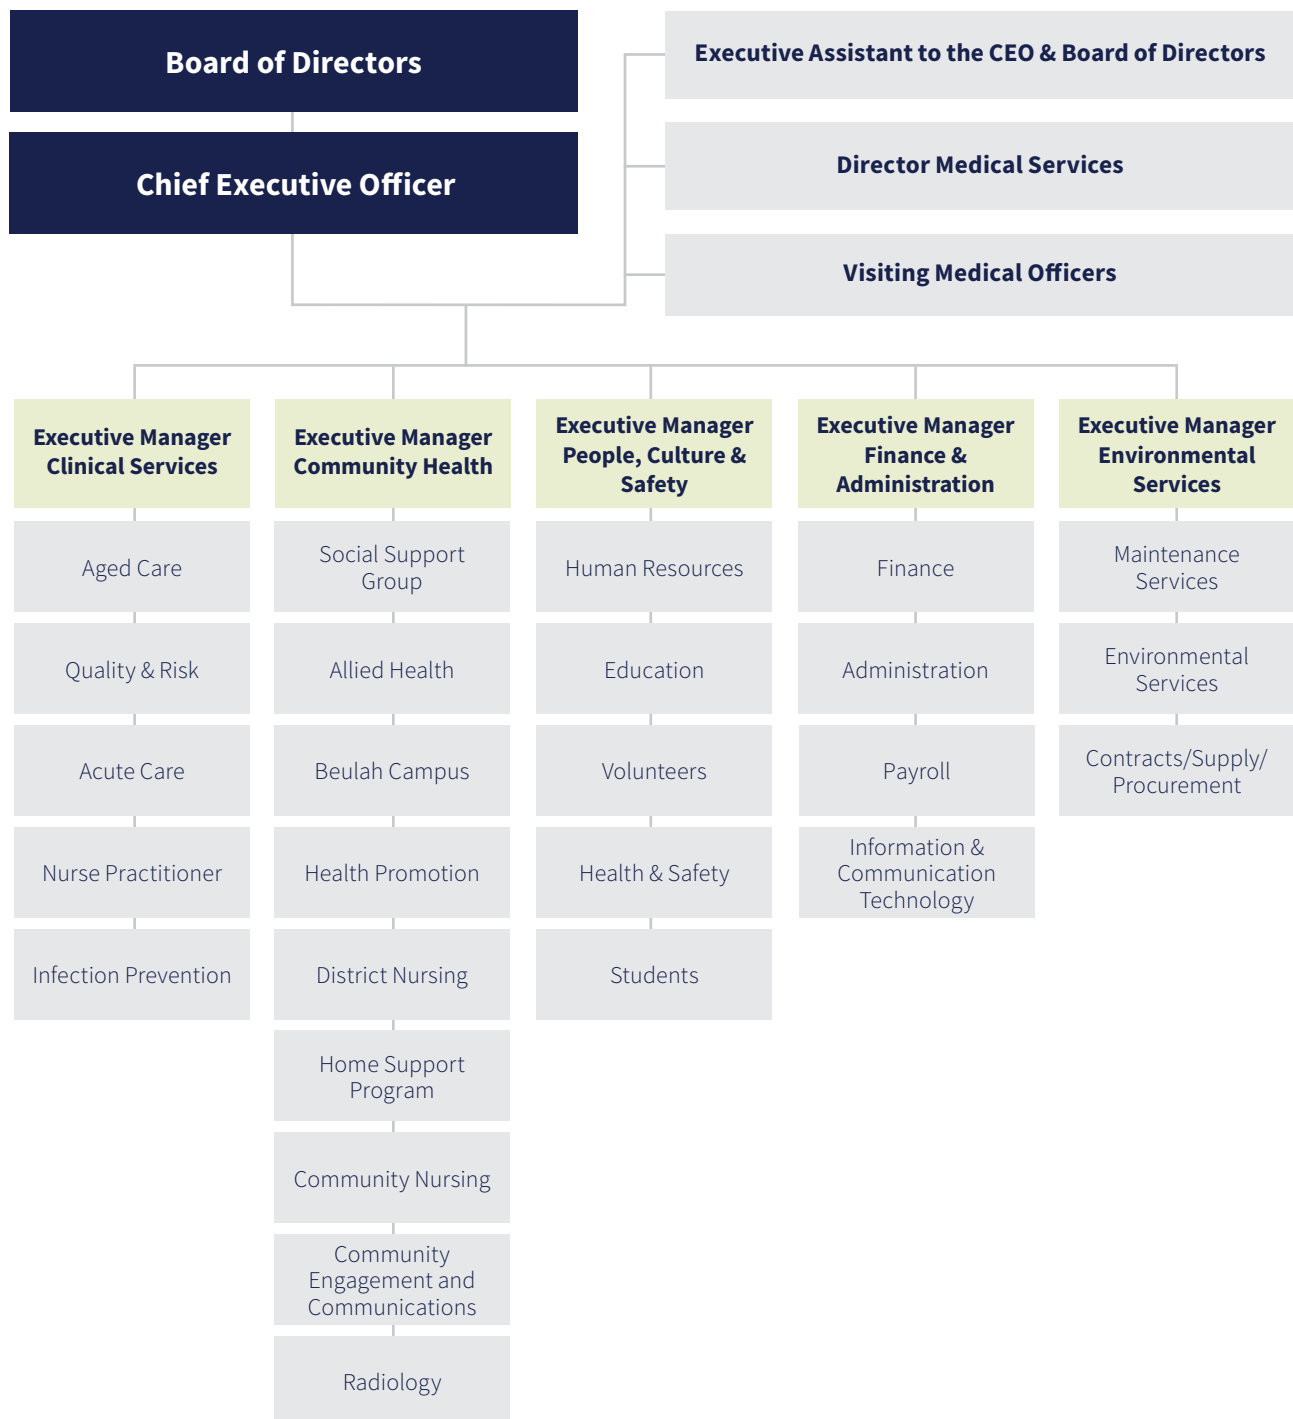 Board of Directors
Chief Executive Officer
Executive Assistant to the CEO & Board of Directors
Director Medical Services
Visiting Medical Officers
Executive Manager
Clinical Services
Aged Care
Quality & Risk
Acute Care
Nurse Practitioner
Infection Prevention
Executive Manager
Community Health
Social Support
Group
Allied Health
Beulah Campus
Health Promotion
District Nursing
Home Support
Program
Community Nursing
Community
Engagement and
Communications
Radiology
Executive Manager
People, Culture &
Safety
Human Resources
Education
Volunteers
Health & Safety
Students
Executive Manager
Finance &
Administration
Finance
Administration
Payroll
Information &
Communication
Technology
Executive Manager
Environmental
Services
Maintenance
Services
Environmental
Services
Contracts/Supply/
Procurement